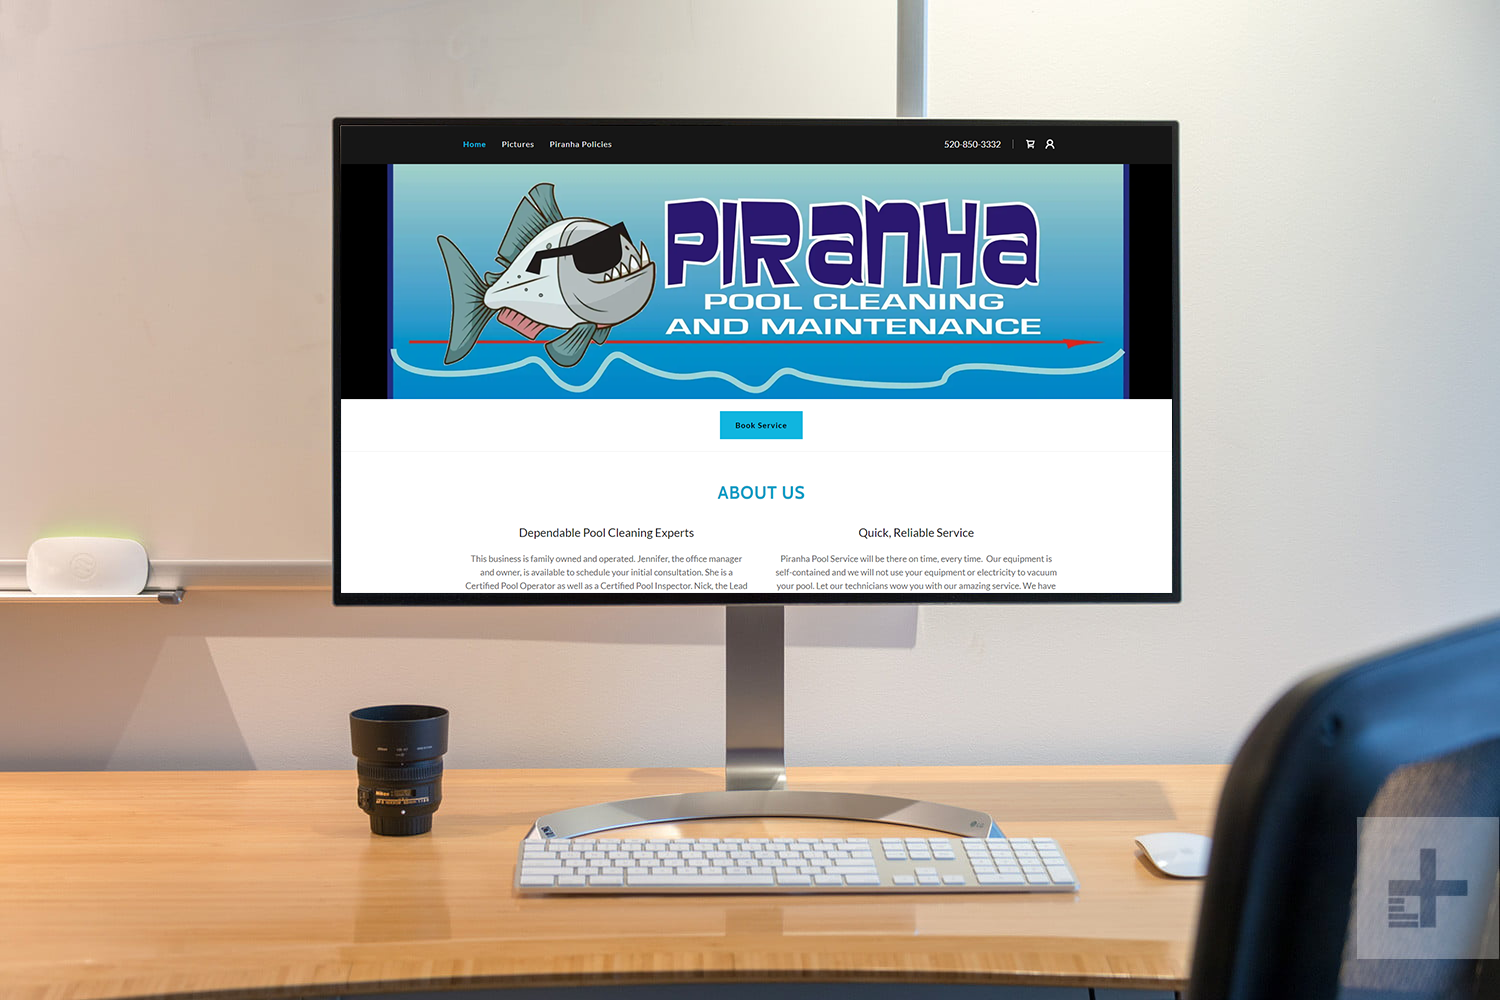 Home Pictures Piranha Policies 520-850-3332
PIRANHA
POOL CLEANING
AND MAINTENANCE
Book Service
ABOUT US
Dependable Pool Cleaning Experts
This business is family owned and operated. Jennifer, the office manager
and owner, is available to schedule your initial consultation. She is a
Certified Pool Operator as well as a Certified Pool Inspector. Nick, the Lead
Quick, Reliable Service
Piranha Pool Service will be there on time, every time. Our equipment is
self-contained and we will not use your equipment or electricity to vacuum
your pool. Let our technicians wow you with our amazing service. We have
Nikon
LG